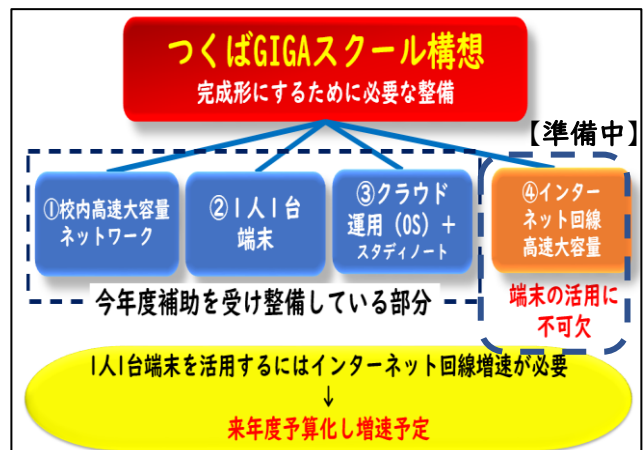 つくばGIGAスクール構想
完成形にするために必要な整備
【準備中】
①校内高速大容量
ネットワーク
②1人1台
端末
③クラウド
運用(OS)+
スタディノート
④インター
ネット回線
高速大容量
今年度補助を受け整備している部分
端末の活用に
不可欠
1人1台端末を活用するにはインターネット回線増速が必要
↓
来年度予算化し増速予定